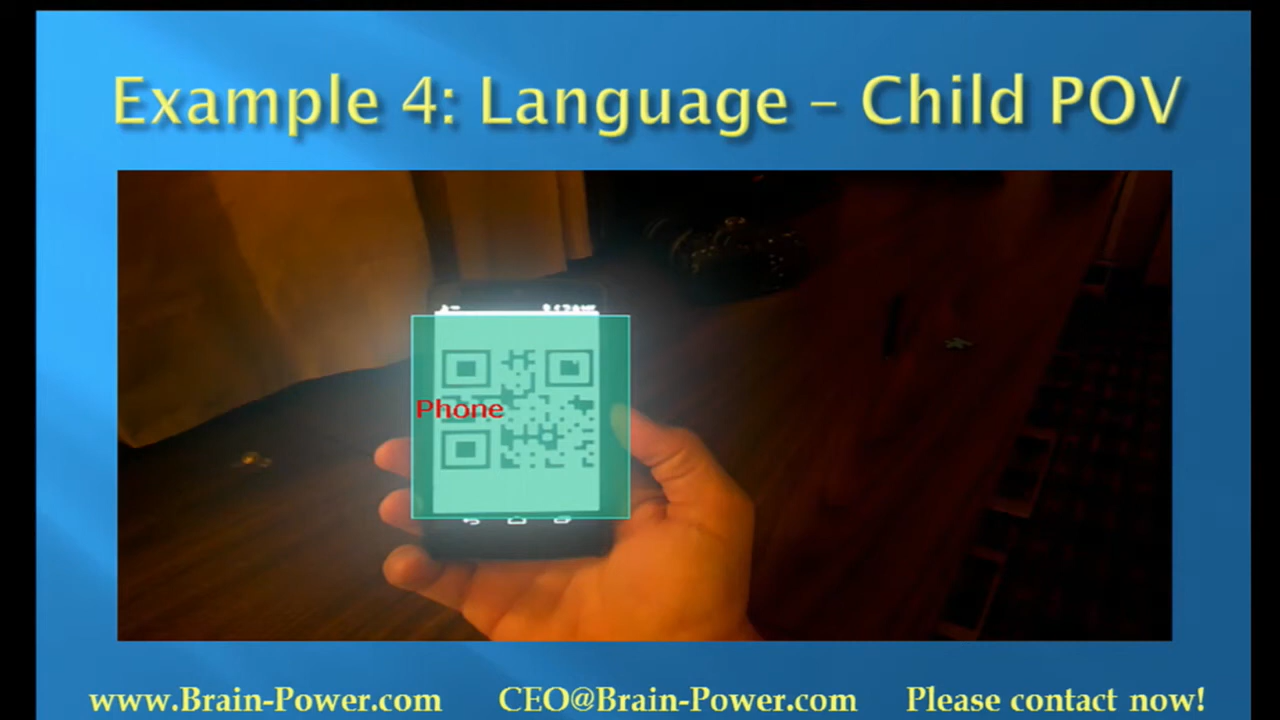 Example 4: Language – Child POV
Phone
www.Brain-Power.com CEO@Brain-Power.com Please contact now!